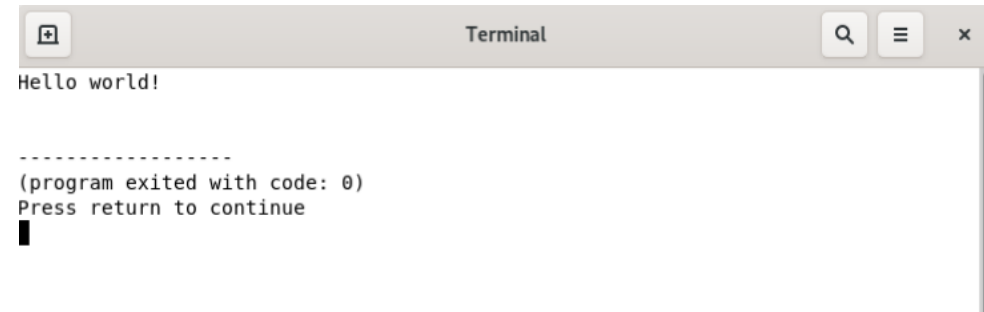 Terminal
Hello world!
------------------
(program exited with code: 0)
Press return to continue